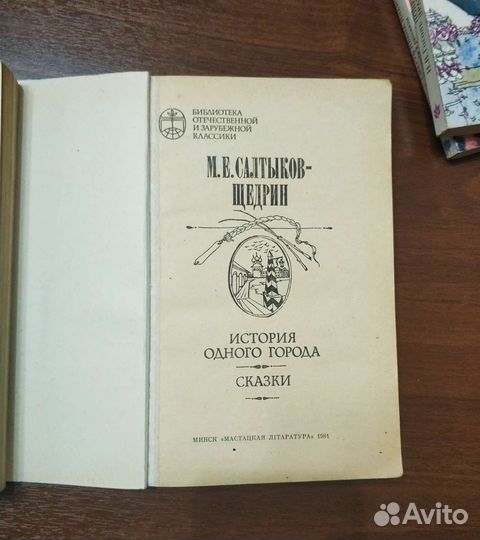 БИБЛИОТЕКА
ОТЕЧЕСТВЕННОЙ
И ЗАРУБЕЖНОЙ
КЛАССИКИ
М.Е.САЛТЫКОВ-
ЩЕДРИН
ИСТОРИЯ
ОДНОГО ГОРОДА
СКАЗКИ
МИНСК «МАСТАЦКАЯ ЛІТАРАТУРА» 1981
Avito